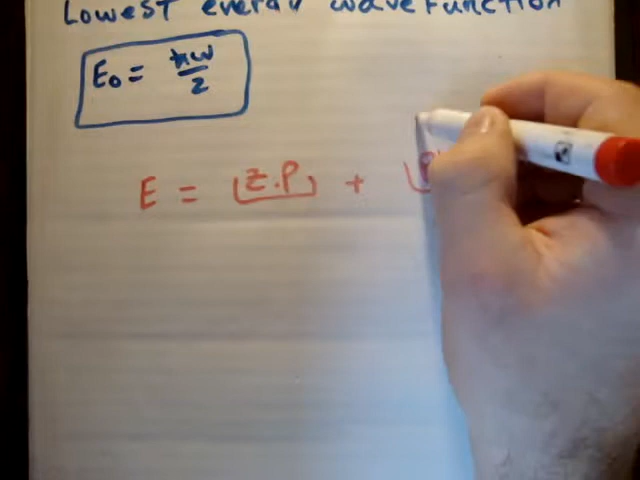 Lowest energy wavefunction
E₀ = ℏω/2
E = Z.P +